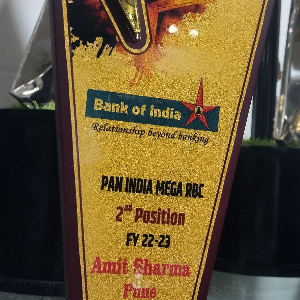 Bank of India
Relationship beyond banking
PAN INDIA MEGA RBC
2nd Position
FY 22-23
Amit Sharma
Pune